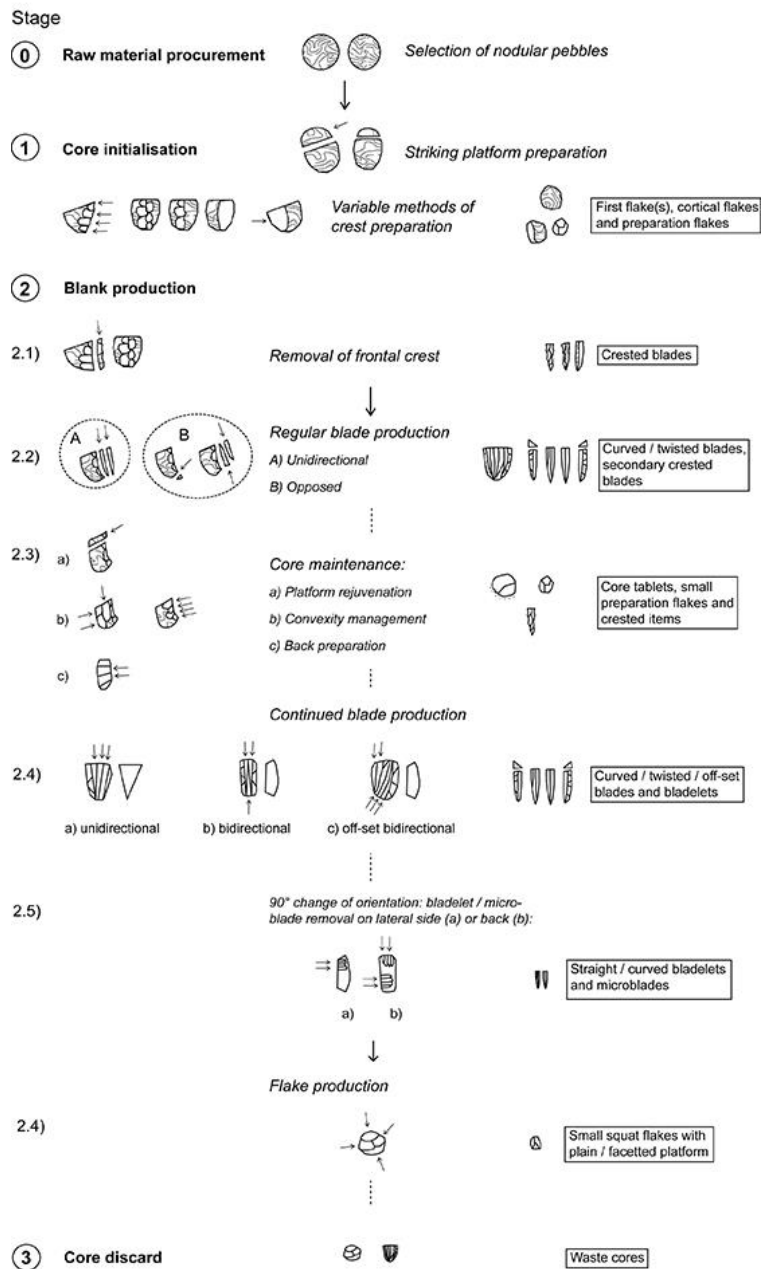 Stage
0 Raw material procurement Selection of nodular pebbles
1 Core initialisation Striking platform preparation
Variable methods of
crest preparation
First flake(s), cortical flakes
and preparation flakes
2 Blank production
2.1) Removal of frontal crest Crested blades
2.2) A B Regular blade production
A) Unidirectional
B) Opposed
Curved / twisted blades,
secondary crested
blades
2.3) Core maintenance:
a) a) Platform rejuvenation
b) b) Convexity management
c) c) Back preparation
Core tablets, small
preparation flakes and
crested items
Continued blade production
2.4) a) unidirectional b) bidirectional c) off-set bidirectional
Curved / twisted / off-set
blades and bladelets
2.5) 90° change of orientation: bladelet / micro-
blade removal on lateral side (a) or back (b):
a) b)
Straight / curved bladelets
and microblades
Flake production
2.4) Small squat flakes with
plain / facetted platform
3 Core discard Waste cores